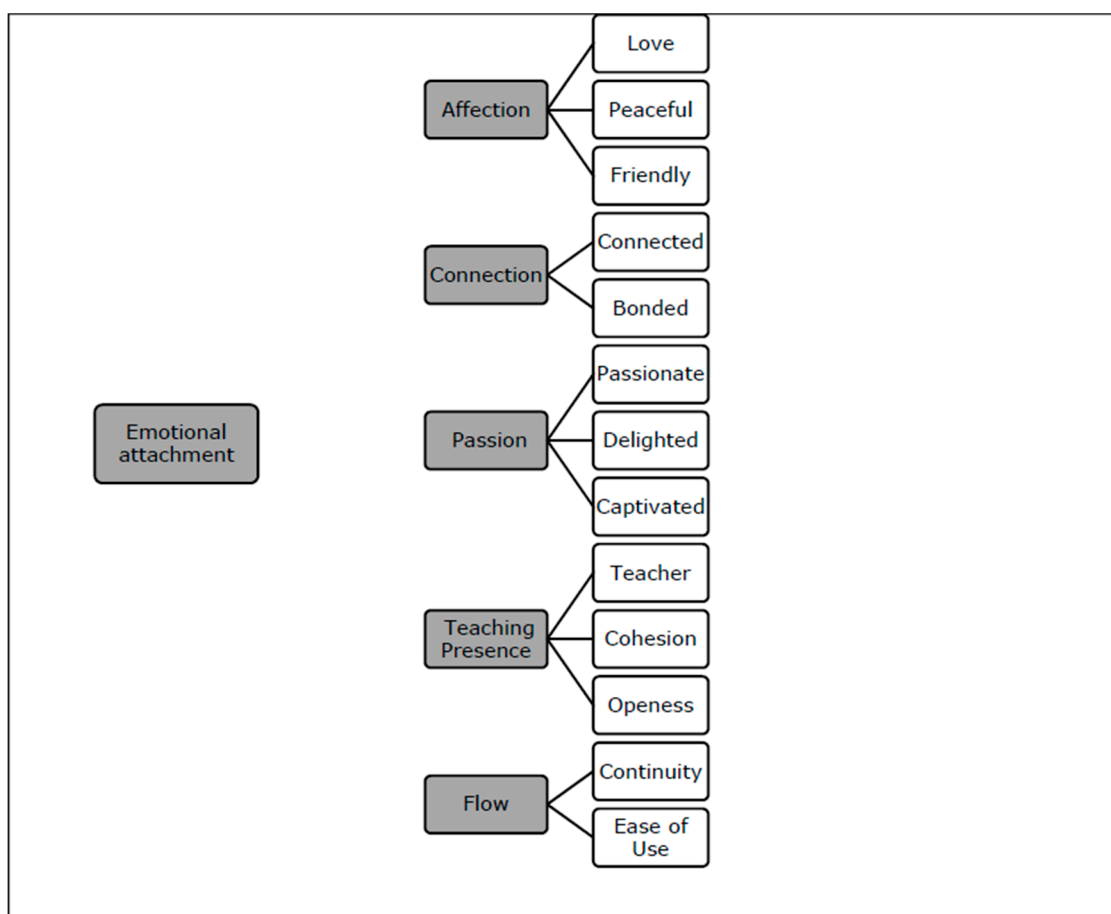 Love
Affection
Peaceful
Friendly
Connected
Connection
Bonded
Passionate
Emotional
attachment
Passion
Delighted
Captivated
Teacher
Teaching
Presence
Cohesion
Openess
Continuity
Flow
Ease of
Use